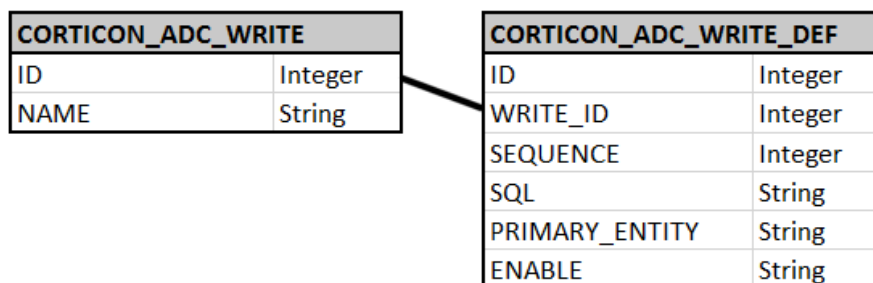 CORTICON_ADC_WRITE
ID Integer
NAME String
CORTICON_ADC_WRITE_DEF
ID Integer
WRITE_ID Integer
SEQUENCE Integer
SQL String
PRIMARY_ENTITY String
ENABLE String